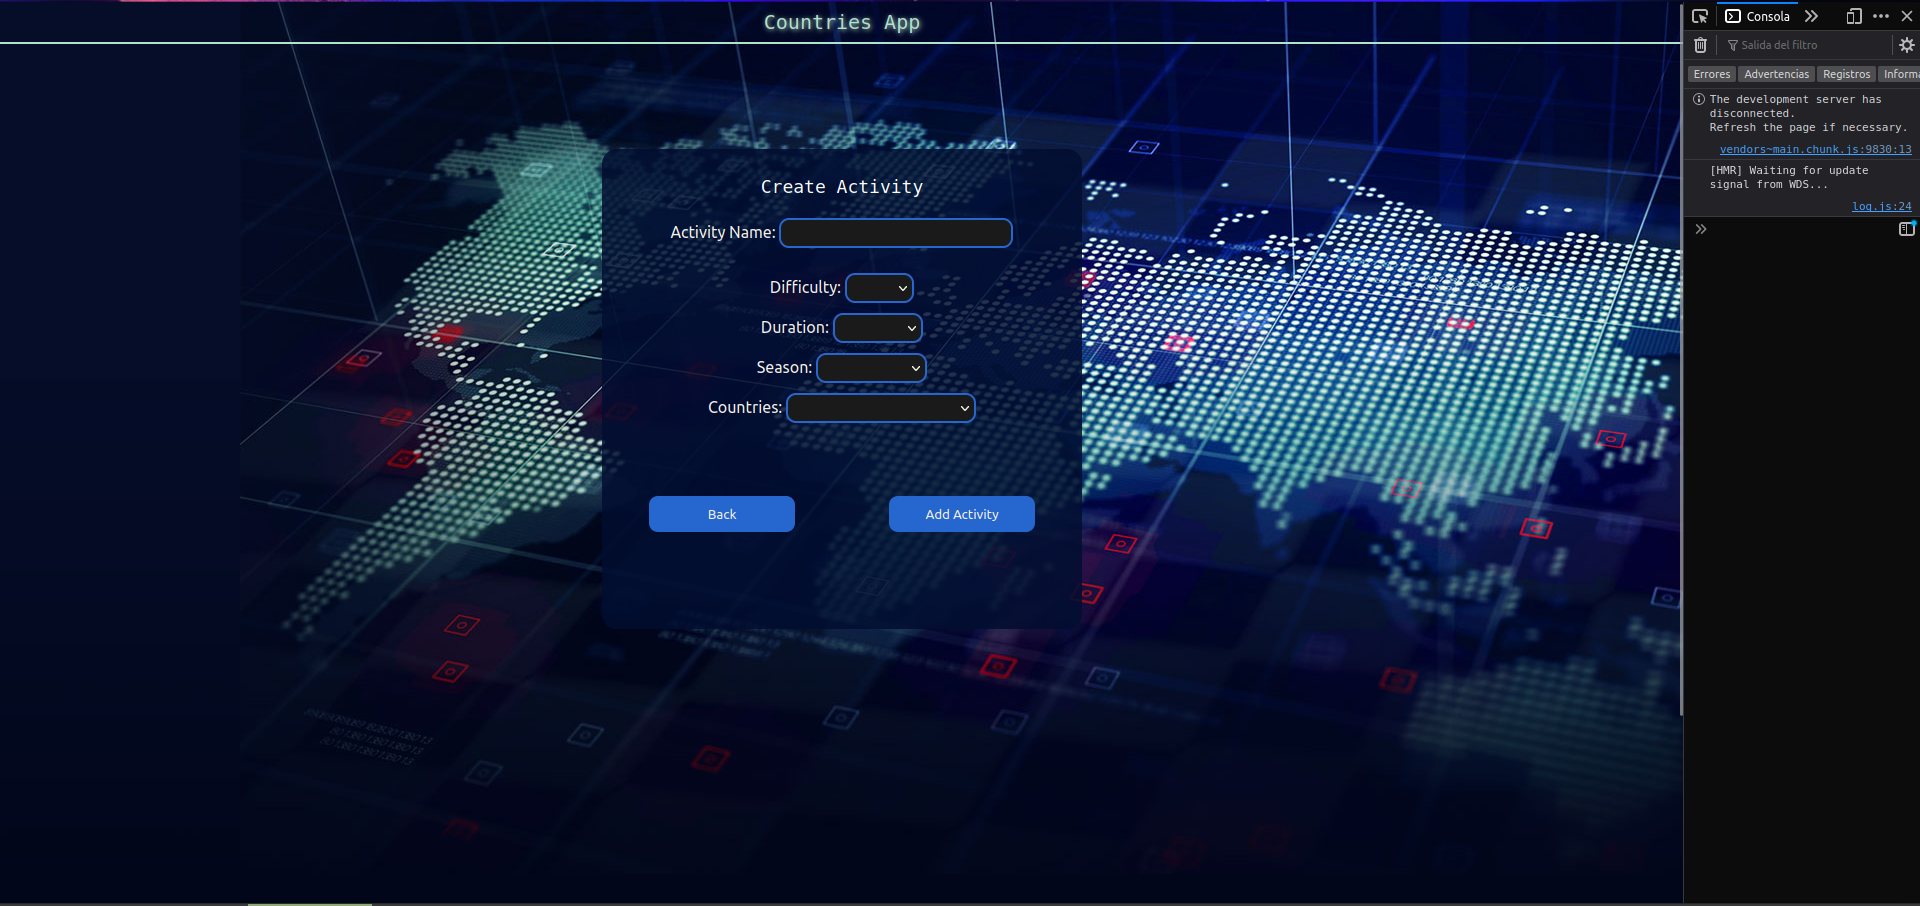 Countries App
Create Activity
Activity Name:
Difficulty:
Duration:
Season:
Countries:
Back
Add Activity
Consola
Salida del filtro
Errores
Advertencias
Registros
Inform
The development server has
disconnected.
Refresh the page if necessary.
vendors~main.chunk.js:9830:13
[HMR] Waiting for update
signal from WDS...
log.js:24